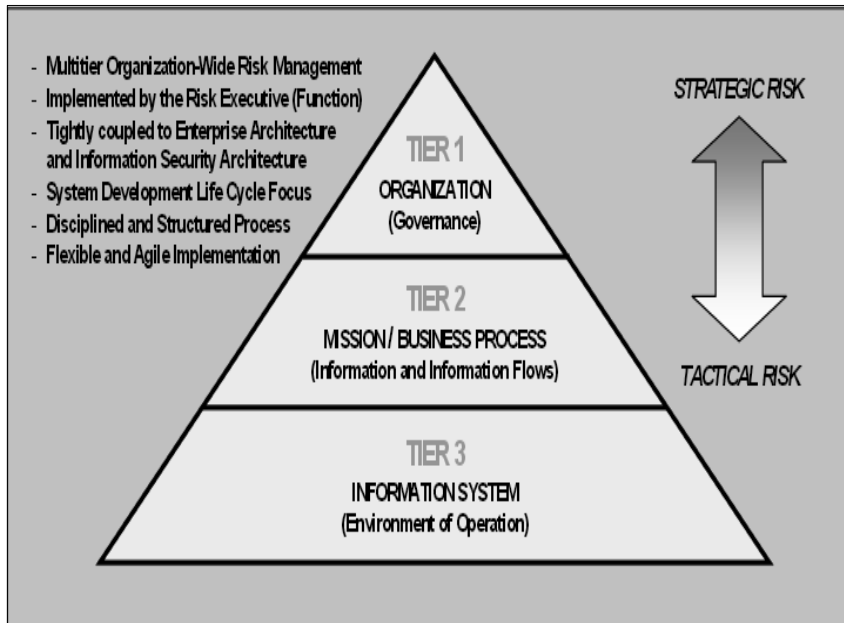 - Multitier Organization-Wide Risk Management
- Implemented by the Risk Executive (Function)
- Tightly coupled to Enterprise Architecture
and Information Security Architecture
- System Development Life Cycle Focus
- Disciplined and Structured Process
- Flexible and Agile Implementation
TIER 1
ORGANIZATION
(Governance)
TIER 2
MISSION / BUSINESS PROCESS
(Information and Information Flows)
TIER 3
INFORMATION SYSTEM
(Environment of Operation)
STRATEGIC RISK
TACTICAL RISK